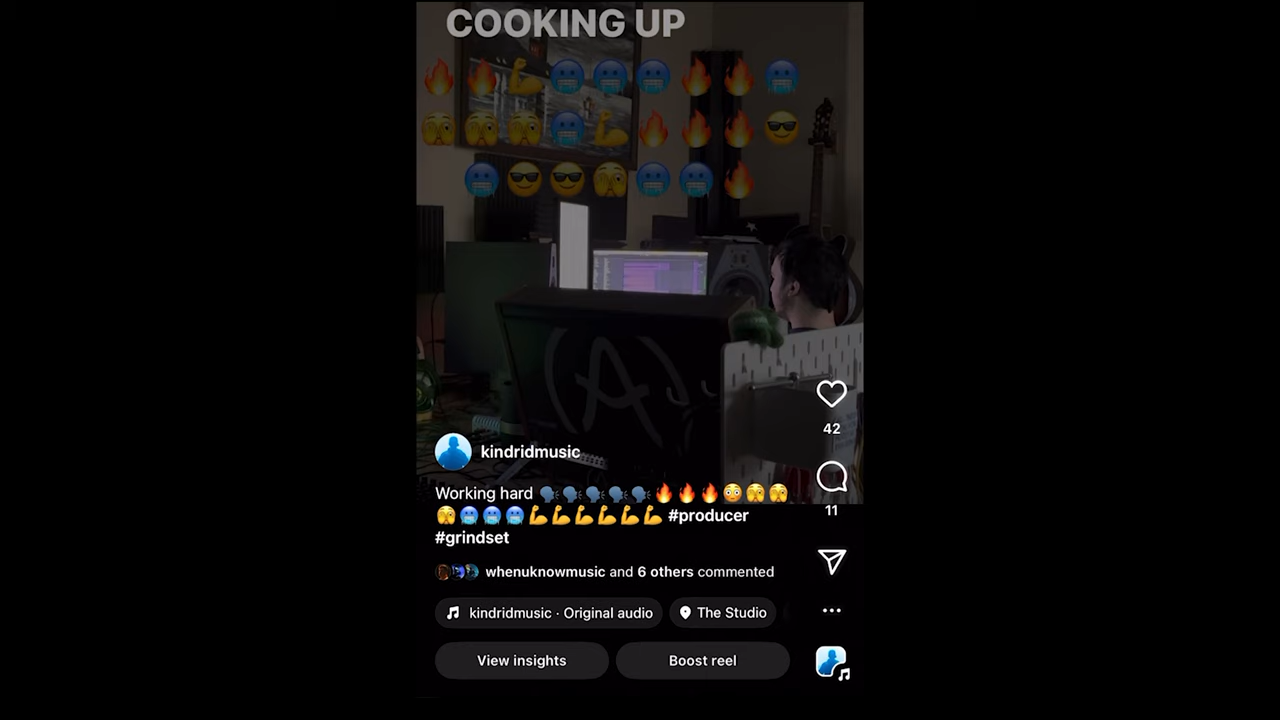 COOKING UP
🔥🔥💪🥶🥶🥶🔥🔥🥶
🫣🫣🫣🥶💪🔥🔥🔥😎
🥶😎😎🫣🥶🥶🔥
42
kindridmusic
Working hard 🗣️🗣️🗣️🗣️🗣️🔥🔥🔥😳🫣🫣
🫣🥶🥶🥶💪💪💪💪💪💪 #producer
11
#grindset
whenuknowmusic and 6 others commented
kindridmusic · Original audio
The Studio
View insights
Boost reel